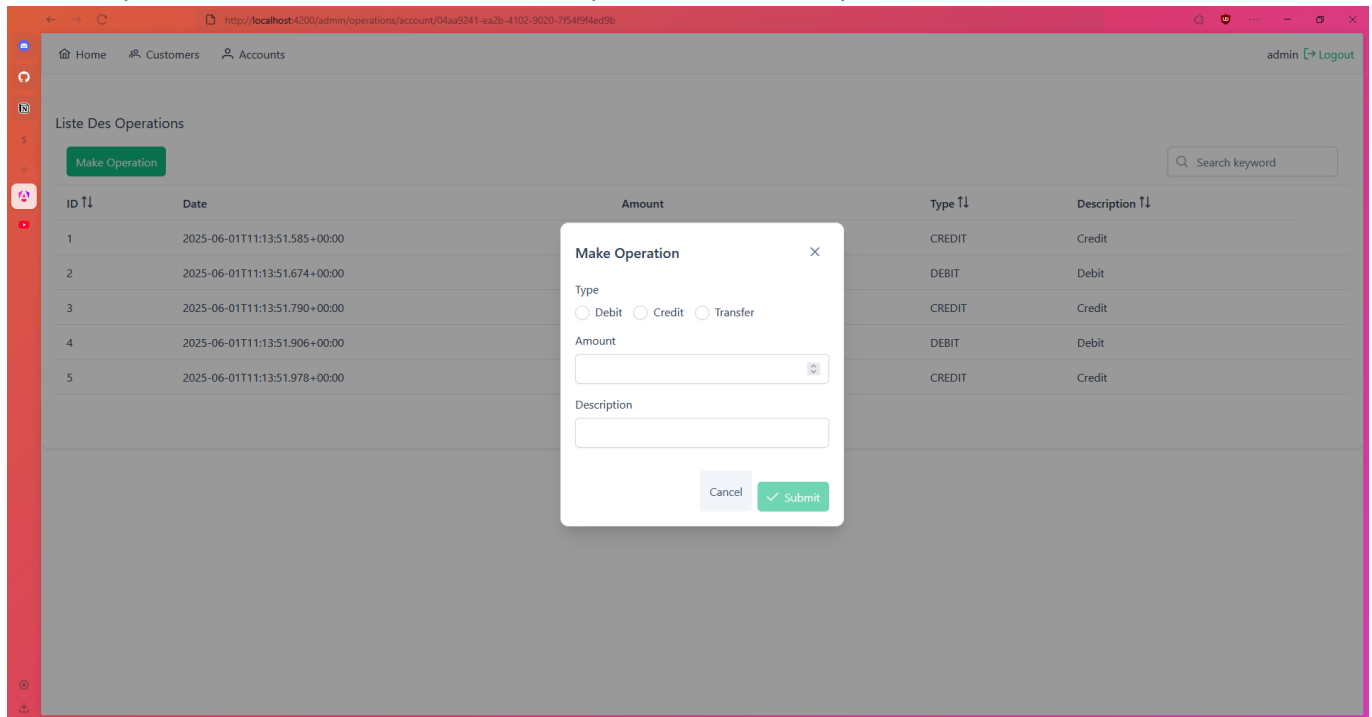 http://localhost:4200/admin/operations/account/04aa9241-ea2b-4102-9020-7f54f9f4ed9b
Home Customers Accounts admin Logout
Liste Des Operations
Make Operation Search keyword
ID Date Amount Type Description
1 2025-06-01T11:13:51.585+00:00 CREDIT Credit
2 2025-06-01T11:13:51.674+00:00 DEBIT Debit
3 2025-06-01T11:13:51.790+00:00 CREDIT Credit
4 2025-06-01T11:13:51.906+00:00 DEBIT Debit
5 2025-06-01T11:13:51.978+00:00 CREDIT Credit
Make Operation
Type
Debit Credit Transfer
Amount
Description
Cancel Submit